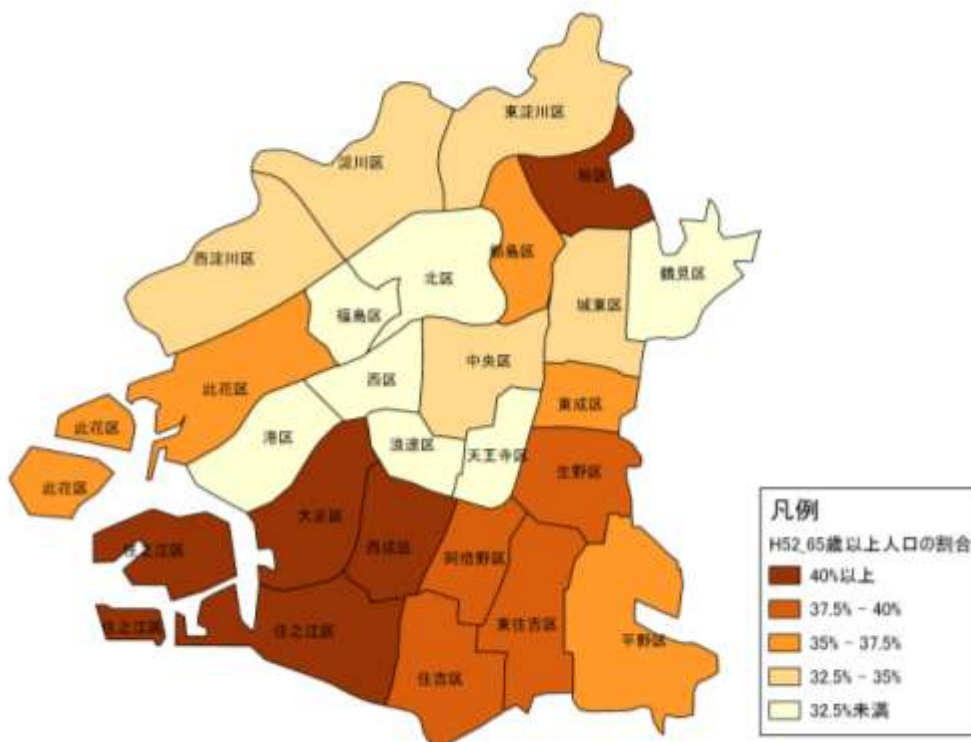 東淀川区
淀川区
旭区
西淀川区
都島区
鶴見区
北区
城東区
福島区
中央区
西区
此花区
東成区
此花区
港区
浪速区
天王寺区
生野区
此花区
大正区
西成区
住之江区
阿倍野区
住之江区
住之江区
東住吉区
平野区
住吉区
凡例
H52_65歳以上人口の割合
40%以上
37.5% - 40%
35% - 37.5%
32.5% - 35%
32.5%未満